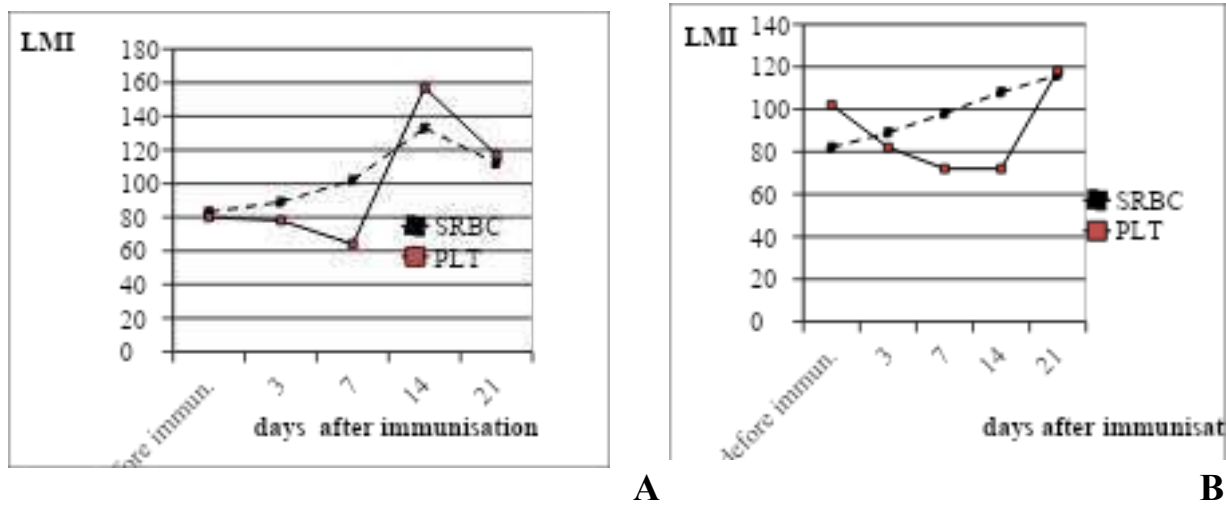 LMI
180
160
140
120
100
80
60
40
20
0
SRBC
PLT
fore immun.
3
7
14
21
days after immunisation
A
LMI
140
120
100
80
60
40
20
0
SRBC
PLT
before immun.
3
7
14
21
days after immunisat
B